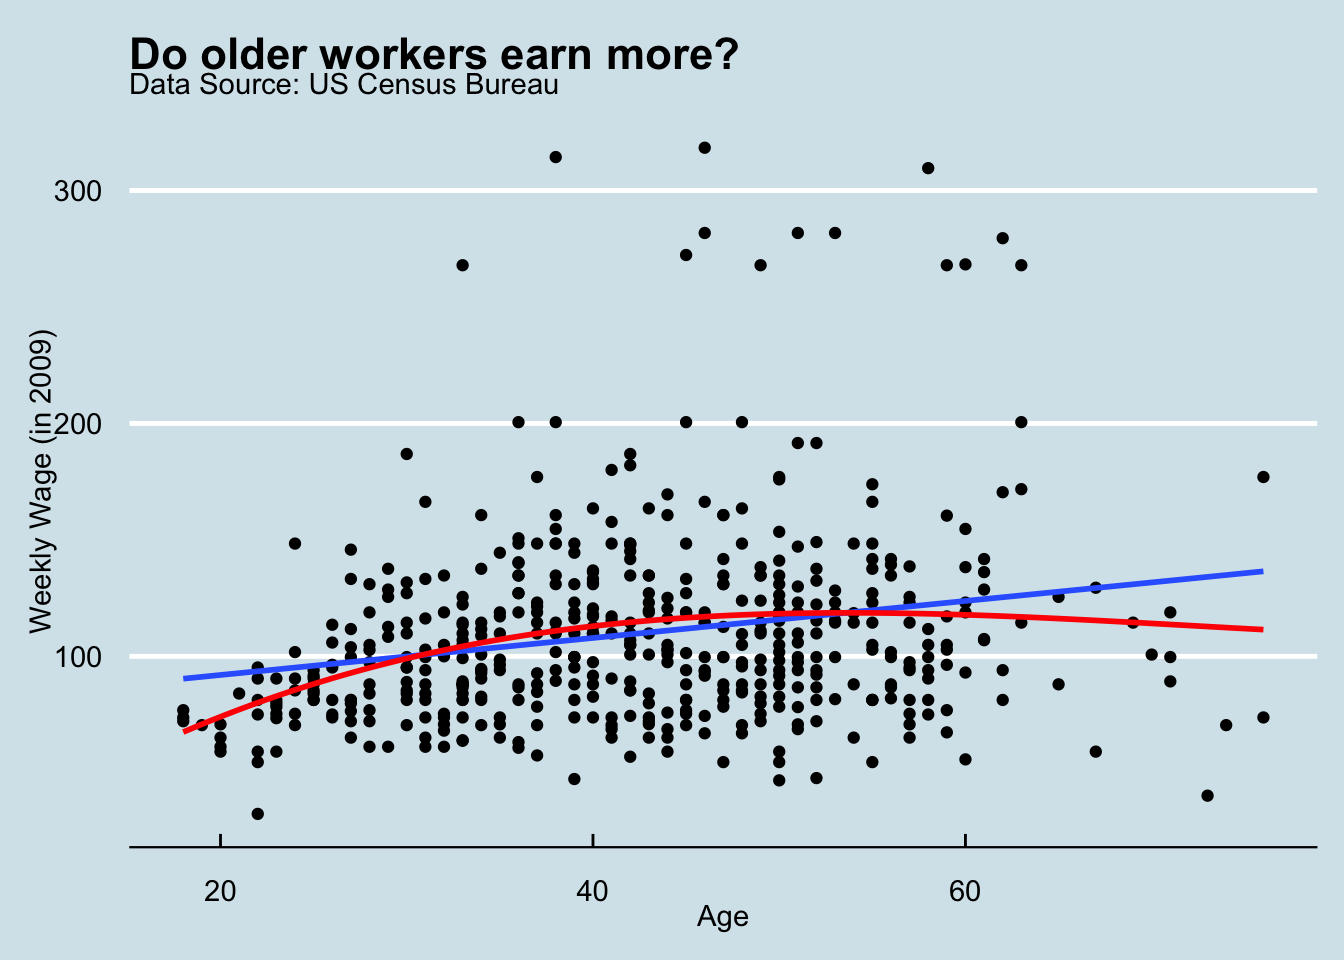 Do older workers earn more?
Data Source: US Census Bureau
300
200
100
Weekly Wage (in 2009)
20 40 60
Age